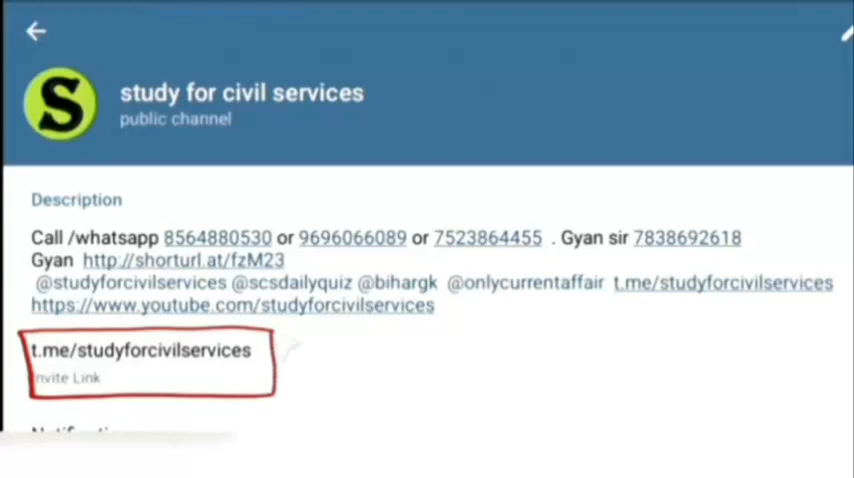 S
study for civil services
public channel
Description
Call /whatsapp 8564880530 or 9696066089 or 7523864455 . Gyan sir 7838692618
Gyan http://shorturl.at/fzM23
@studyforcivilservices @scsdailyquiz @bihargk @onlycurrentaffair t.me/studyforcivilservices
https://www.youtube.com/studyforcivilservices
t.me/studyforcivilservices
Invite Link